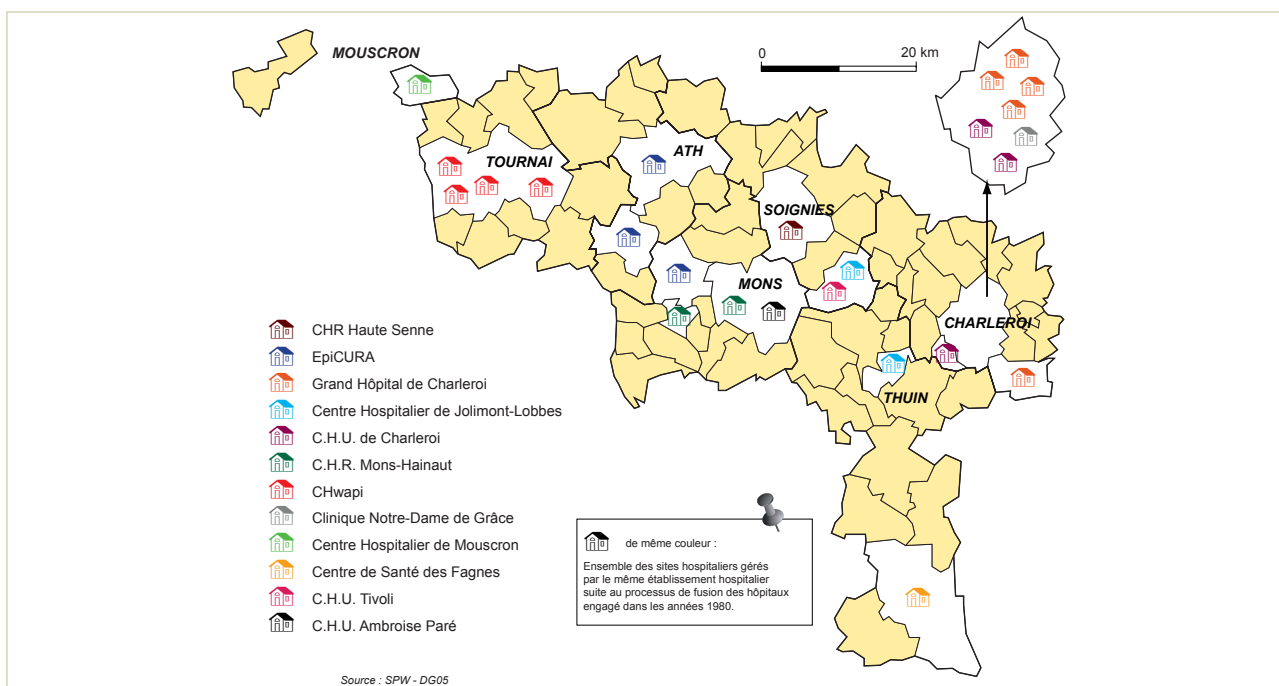 MOUSCRON
0 20 km
TOURNAI
ATH
SOIGNIES
MONS
CHARLEROI
THUIN
CHR Haute Senne
EpiCURA
Grand Hôpital de Charleroi
Centre Hospitalier de Jolimont-Lobbes
C.H.U. de Charleroi
C.H.R. Mons-Hainaut
CHwapi
Clinique Notre-Dame de Grâce
Centre Hospitalier de Mouscron
Centre de Santé des Fagnes
C.H.U. Tivoli
C.H.U. Ambroise Paré
de même couleur :
Ensemble des sites hospitaliers gérés
par le même établissement hospitalier
suite au processus de fusion des hôpitaux
engagé dans les années 1980.
Source : SPW - DG05